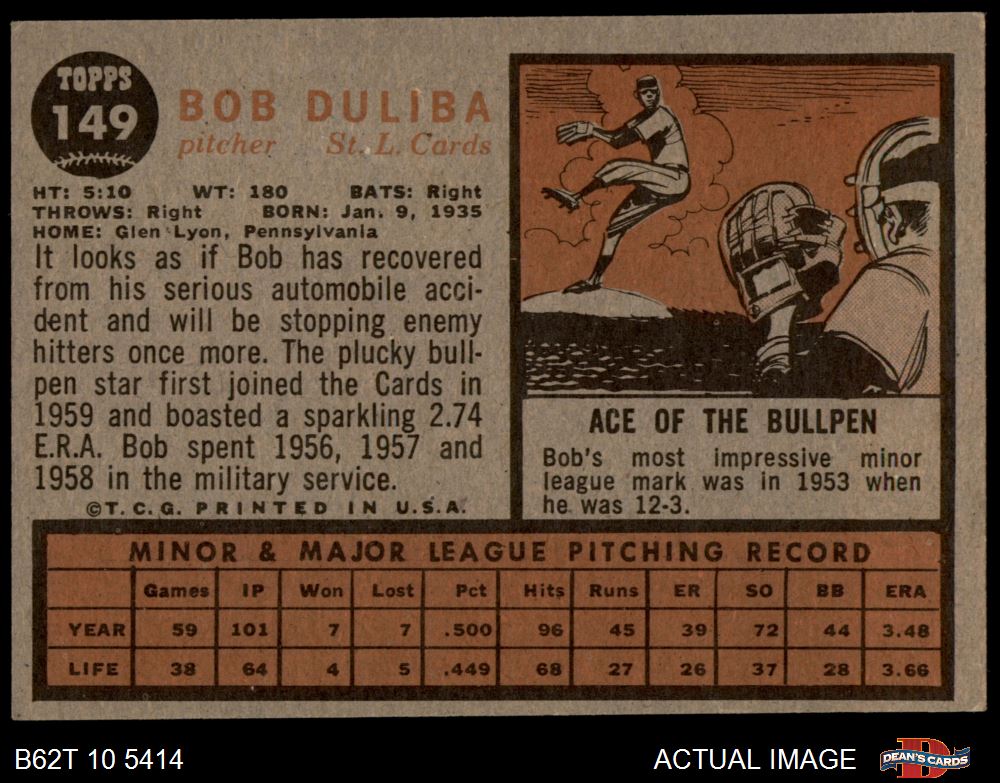 TOPPS
149
BOB DULIBA
pitcher St. L. Cards
HT: 5:10 WT: 180 BATS: Right
THROWS: Right BORN: Jan. 9, 1935
HOME: Glen Lyon, Pennsylvania
It looks as if Bob has recovered
from his serious automobile acci-
dent and will be stopping enemy
hitters once more. The plucky bull-
pen star first joined the Cards in
1959 and boasted a sparkling 2.74
E.R.A. Bob spent 1956, 1957 and
1958 in the military service.
©T.C.G. PRINTED IN U.S.A.
ACE OF THE BULLPEN
Bob's most impressive minor
league mark was in 1953 when
he was 12-3.
MINOR & MAJOR LEAGUE PITCHING RECORD
Games IP Won Lost Pct Hits Runs ER SO BB ERA
YEAR 59 101 7 7 .500 96 45 39 72 44 3.48
LIFE 38 64 4 5 .449 68 27 26 37 28 3.66
B62T 10 5414 ACTUAL IMAGE DEAN'S CARDS